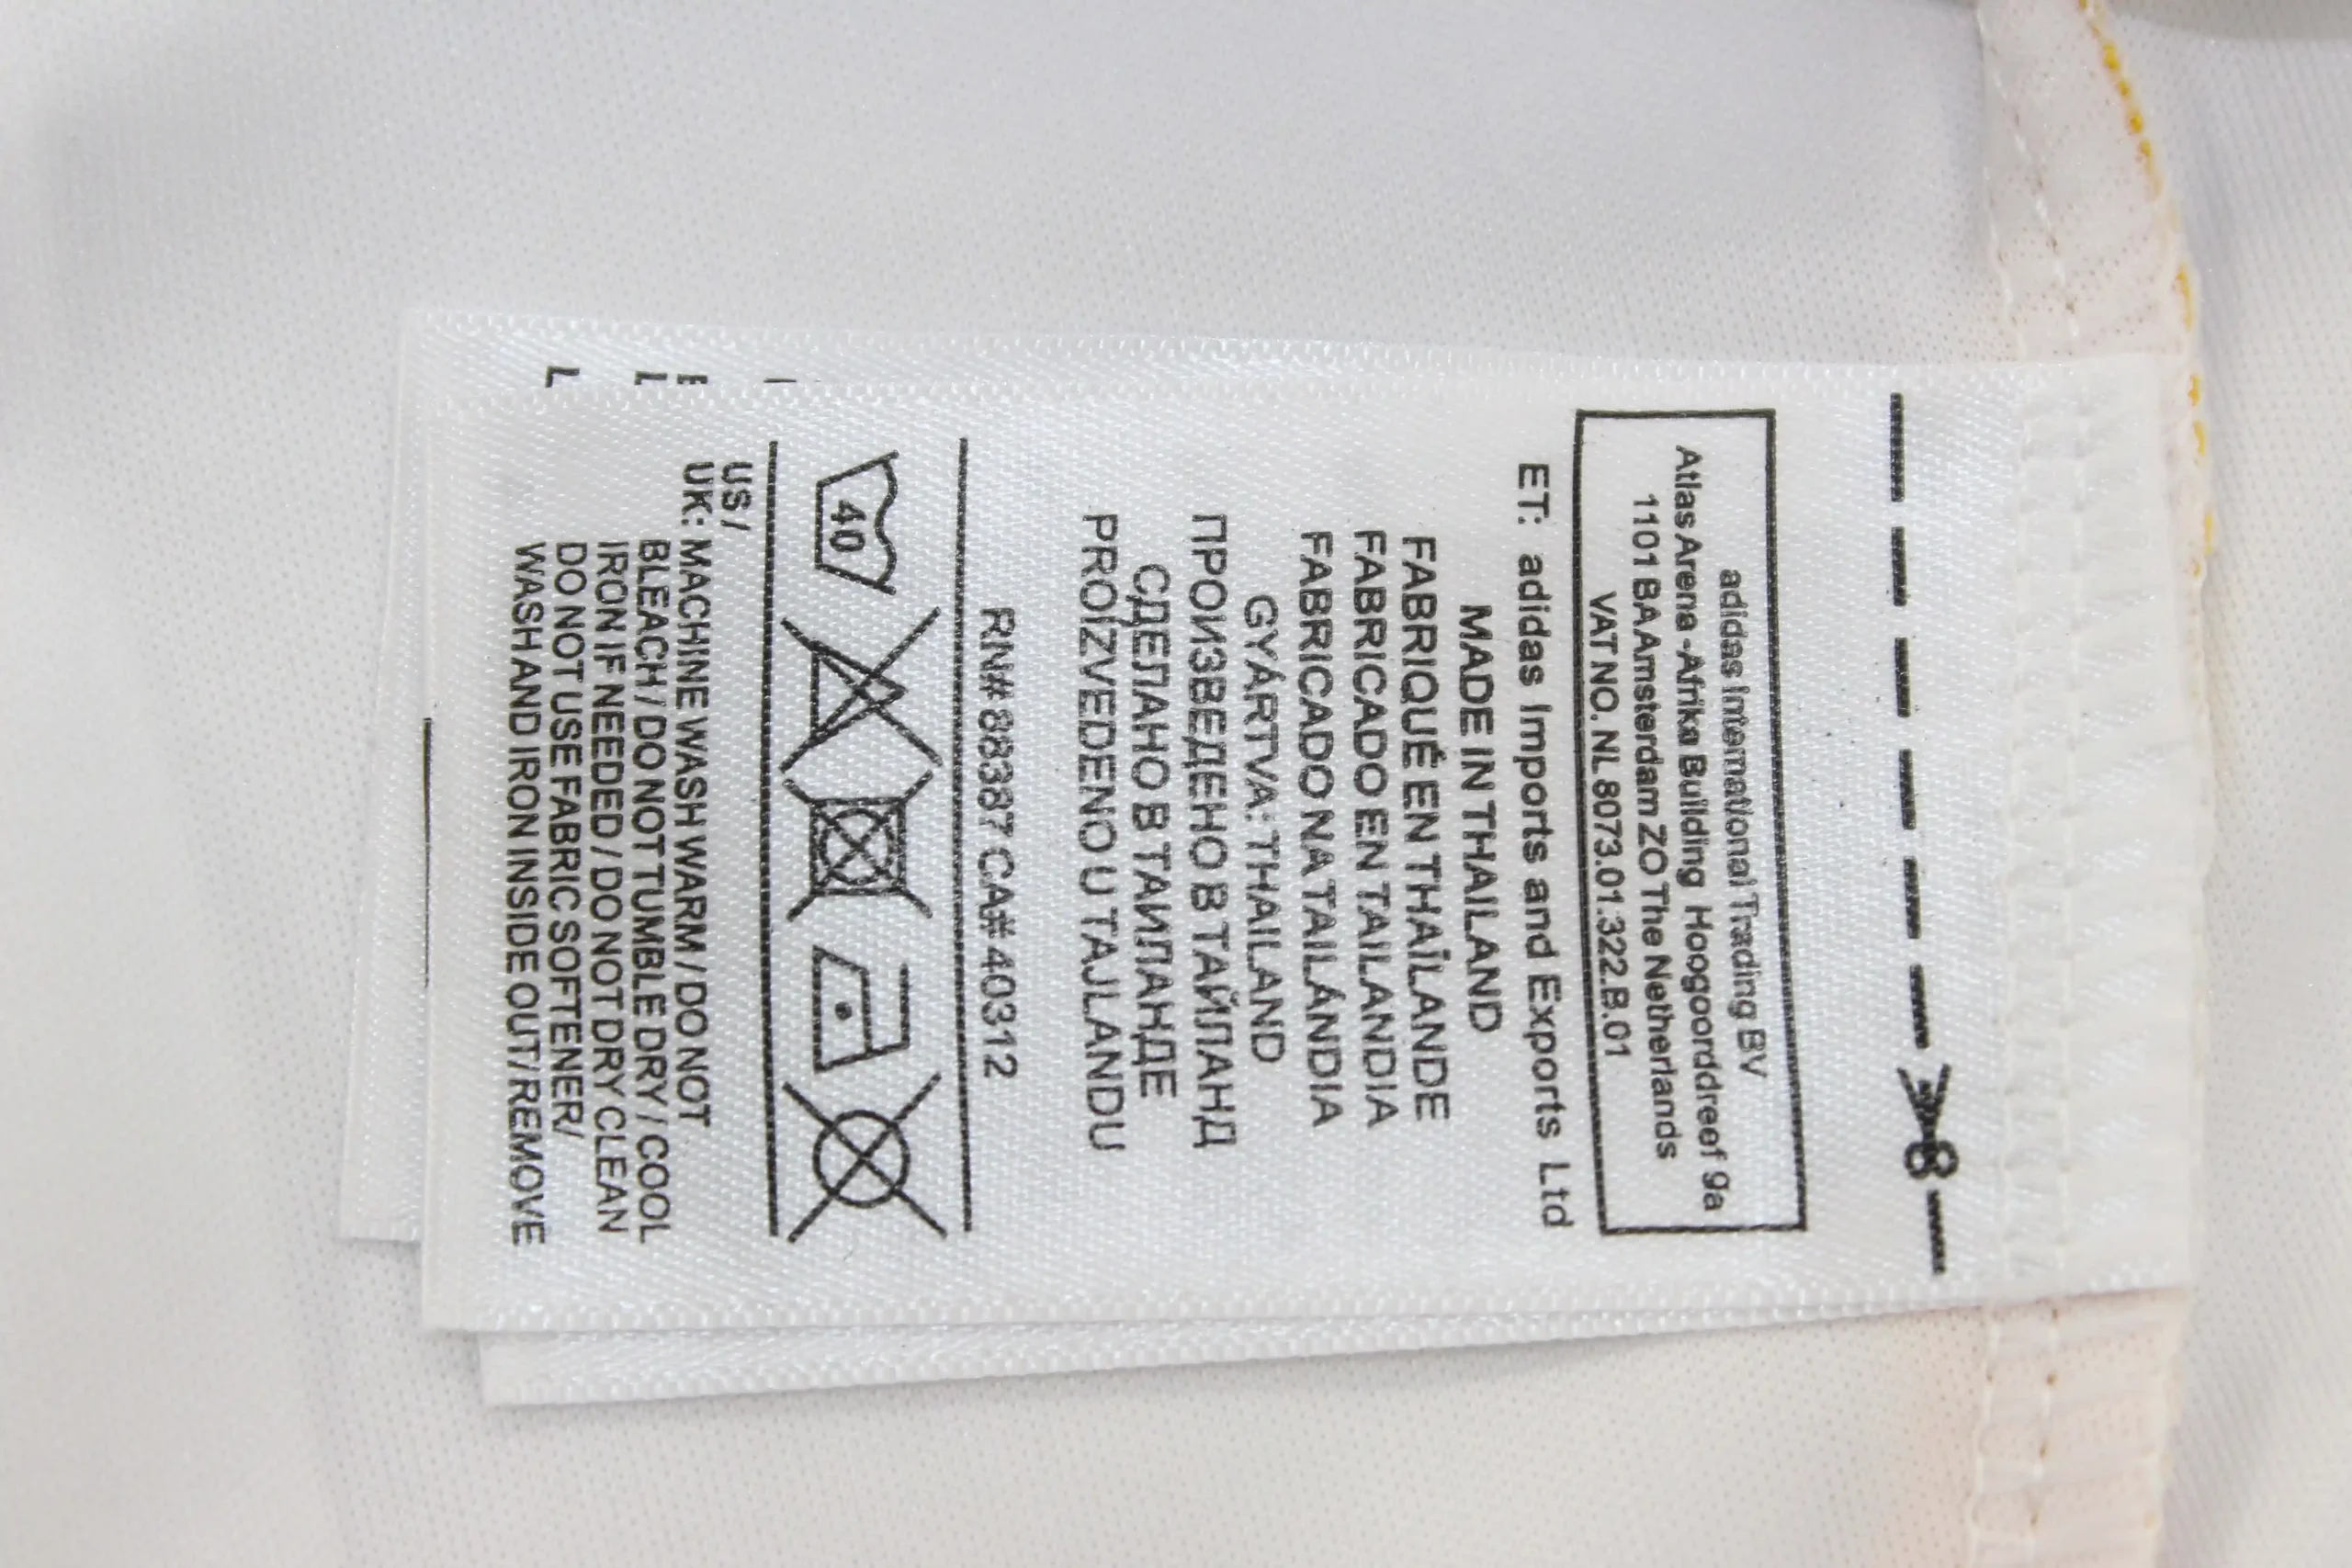 adidas International Trading BV
Atlas Arena -Afrika Building Hoogoorddreef 9a
1101 BA Amsterdam ZO The Netherlands
VAT NO. NL 8073.01.322.B.01
ET: adidas Imports and Exports Ltd
MADE IN THAILAND
FABRIQUÉ EN THAÏLANDE
FABRICADO EN TAILANDIA
FABRICADO NA TAILÁNDIA
GYÁRTVA: THAILAND
ПРОИЗВЕДЕНО В ТАЙЛАНД
СДЕЛАНО В ТАИЛАНДЕ
PROIZVEDENO U TAJLANDU
RN# 88387 CA# 40312
40
US /
UK: MACHINE WASH WARM / DO NOT
BLEACH / DO NOT TUMBLE DRY / COOL
IRON IF NEEDED / DO NOT DRY CLEAN
DO NOT USE FABRIC SOFTENER/
WASH AND IRON INSIDE OUT/ REMOVE